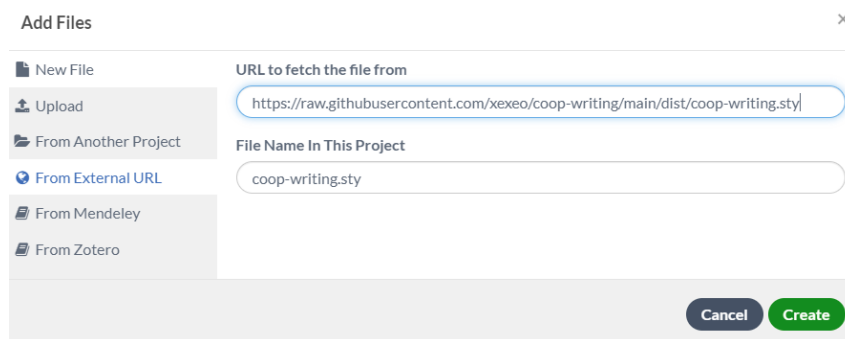 Add Files
×
New File
Upload
From Another Project
From External URL
From Mendeley
From Zotero
URL to fetch the file from
https://raw.githubusercontent.com/xexeo/coop-writing/main/dist/coop-writing.sty
File Name In This Project
coop-writing.sty
Cancel Create